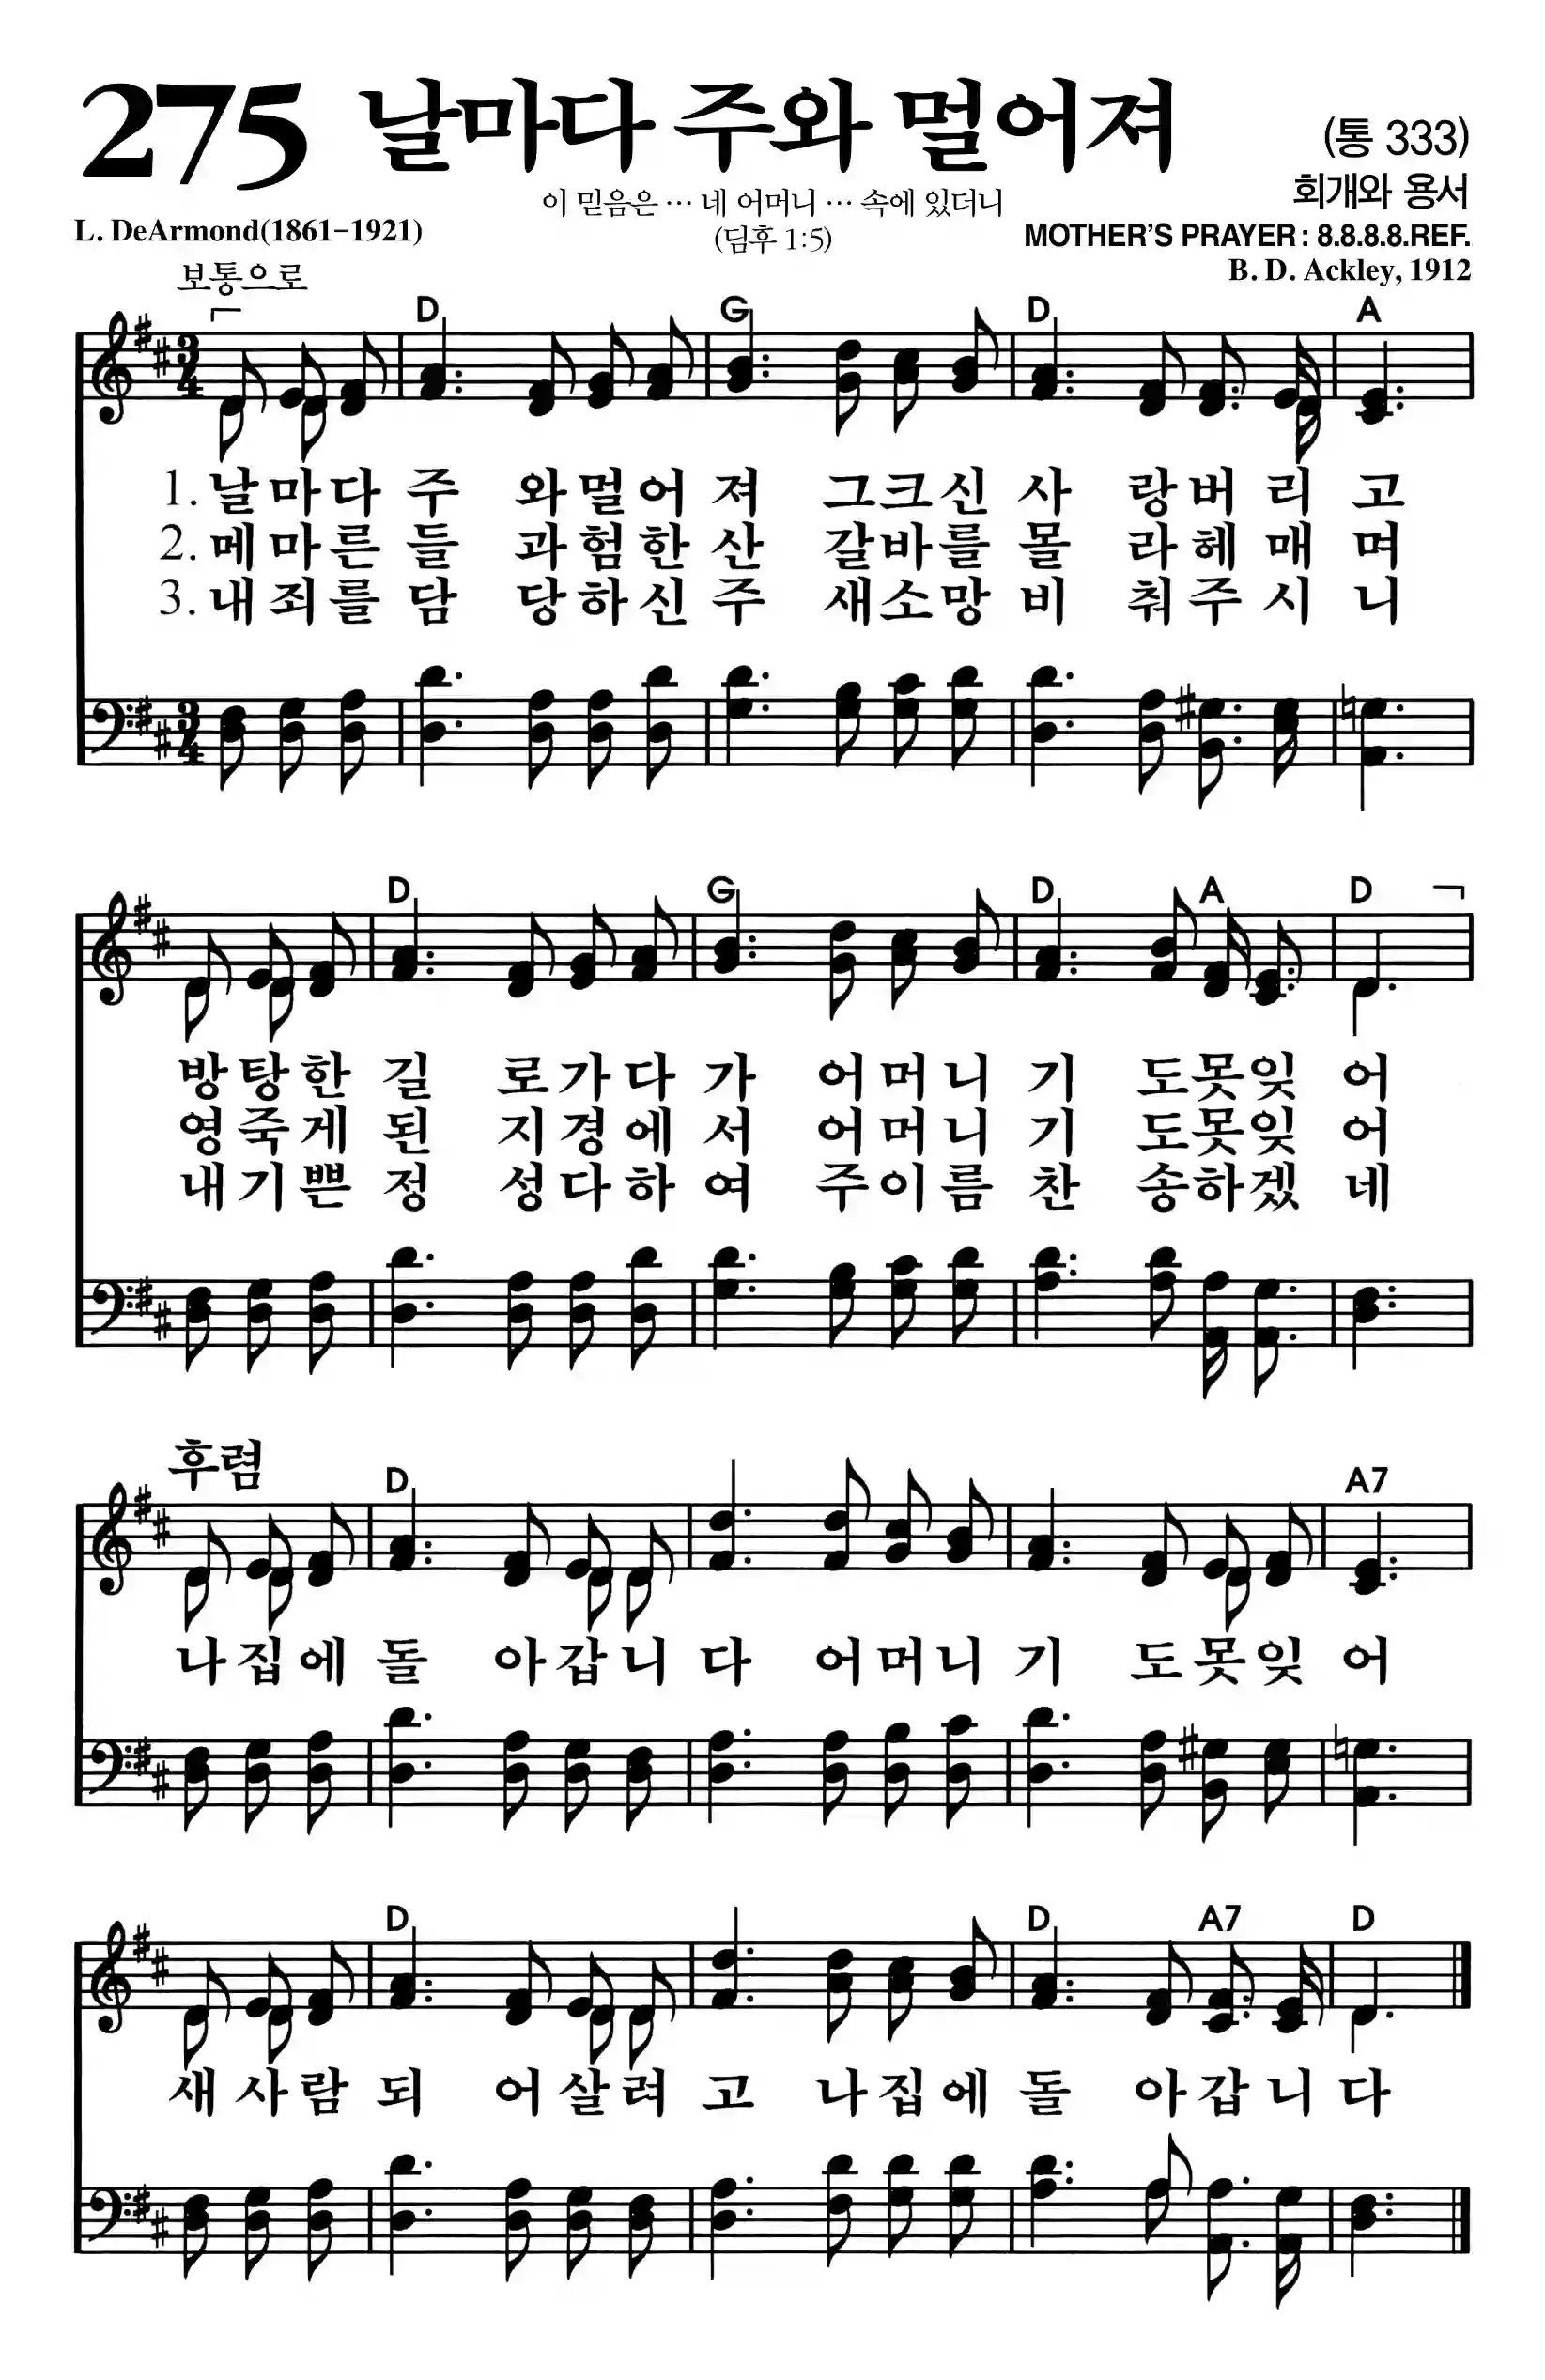 275 날마다 주와 멀어져 (통 333)
회개와 용서
이 믿음은 … 네 어머니 … 속에 있더니
L. DeArmond(1861-1921) (딤후 1:5) MOTHER'S PRAYER : 8.8.8.8.REF.
보통으로 B. D. Ackley, 1912
D G D A
3/4
1. 날마다 주 와멀어 져 그크신 사 랑버리 고
2. 메마른 들 과험한 산 갈바를 몰 라헤매 며
3. 내죄를 담 당하신 주 새소망 비 춰주시 니
3/4
D G D A D
방탕한 길 로가다 가 어머니 기 도못잊 어
영죽게 된 지경에 서 어머니 기 도못잊 어
내기쁜 정 성다하 여 주이름 찬 송하겠 네
후렴
D A7
나집에 돌 아갑니 다 어머니 기 도못잊 어
D D A7 D
새사람 되 어살려 고 나집에 돌 아갑니 다